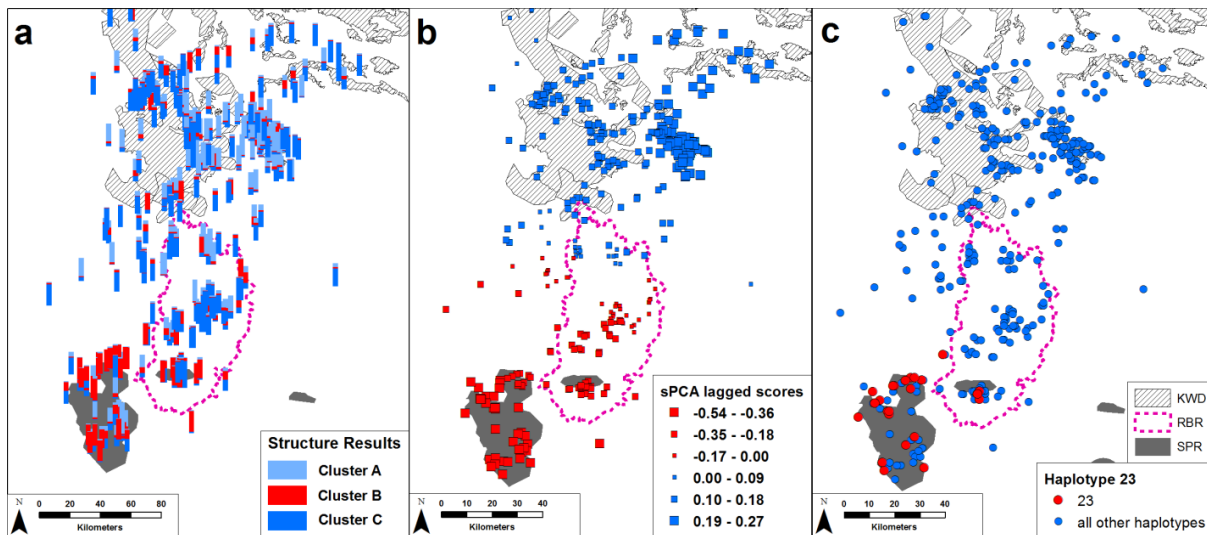 a
Structure Results
Cluster A
Cluster B
Cluster C
N
0 20 40 60 80
Kilometers
b
sPCA lagged scores
-0.54 - -0.36
-0.35 - -0.18
-0.17 - 0.00
0.00 - 0.09
0.10 - 0.18
0.19 - 0.27
N
0 10 20 30 40
Kilometers
c
KWD
RBR
SPR
Haplotype 23
23
all other haplotypes
N
0 10 20 30 40
Kilometers